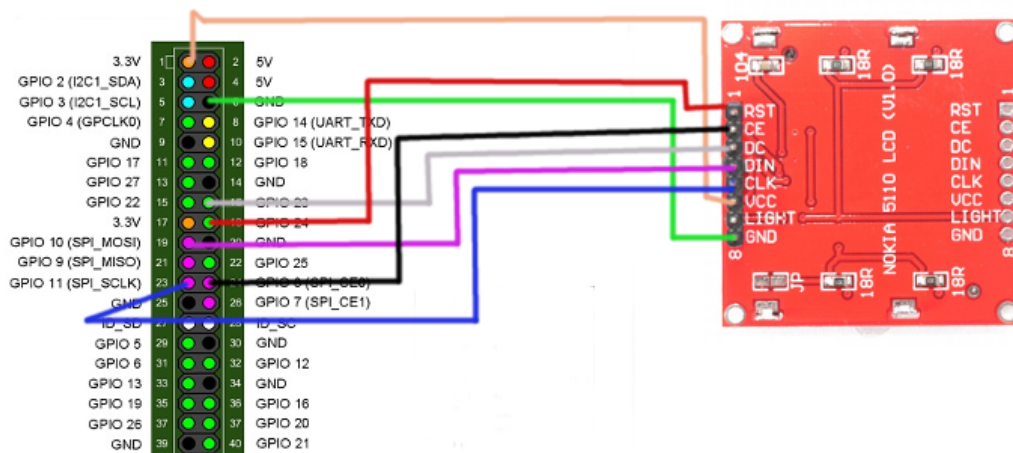 3.3V 1 2 5V
GPIO 2 (I2C1_SDA) 3 4 5V
GPIO 3 (I2C1_SCL) 5 6 GND
GPIO 4 (GPCLK0) 7 8 GPIO 14 (UART_TXD)
GND 9 10 GPIO 15 (UART_RXD)
GPIO 17 11 12 GPIO 18
GPIO 27 13 14 GND
GPIO 22 15 GPIO 23
3.3V 17 18 GPIO 24
GPIO 10 (SPI_MOSI) 19 20 GND
GPIO 9 (SPI_MISO) 21 22 GPIO 25
GPIO 11 (SPI_SCLK) 23 GPIO 8 (SPI_CE0)
GND 25 26 GPIO 7 (SPI_CE1)
ID_SD 27 28 ID_SC
GPIO 5 29 30 GND
GPIO 6 31 32 GPIO 12
GPIO 13 33 34 GND
GPIO 19 35 36 GPIO 16
GPIO 26 37 37 GPIO 20
GND 39 40 GPIO 21
1
104
18R
18R
RST
CE
DC
DIN
CLK
VCC
LIGHT
GND
8
JP
18R
18R
NOKIA 5110 LCD (V1.0)
1
RST
CE
DC
DIN
CLK
VCC
LIGHT
GND
8